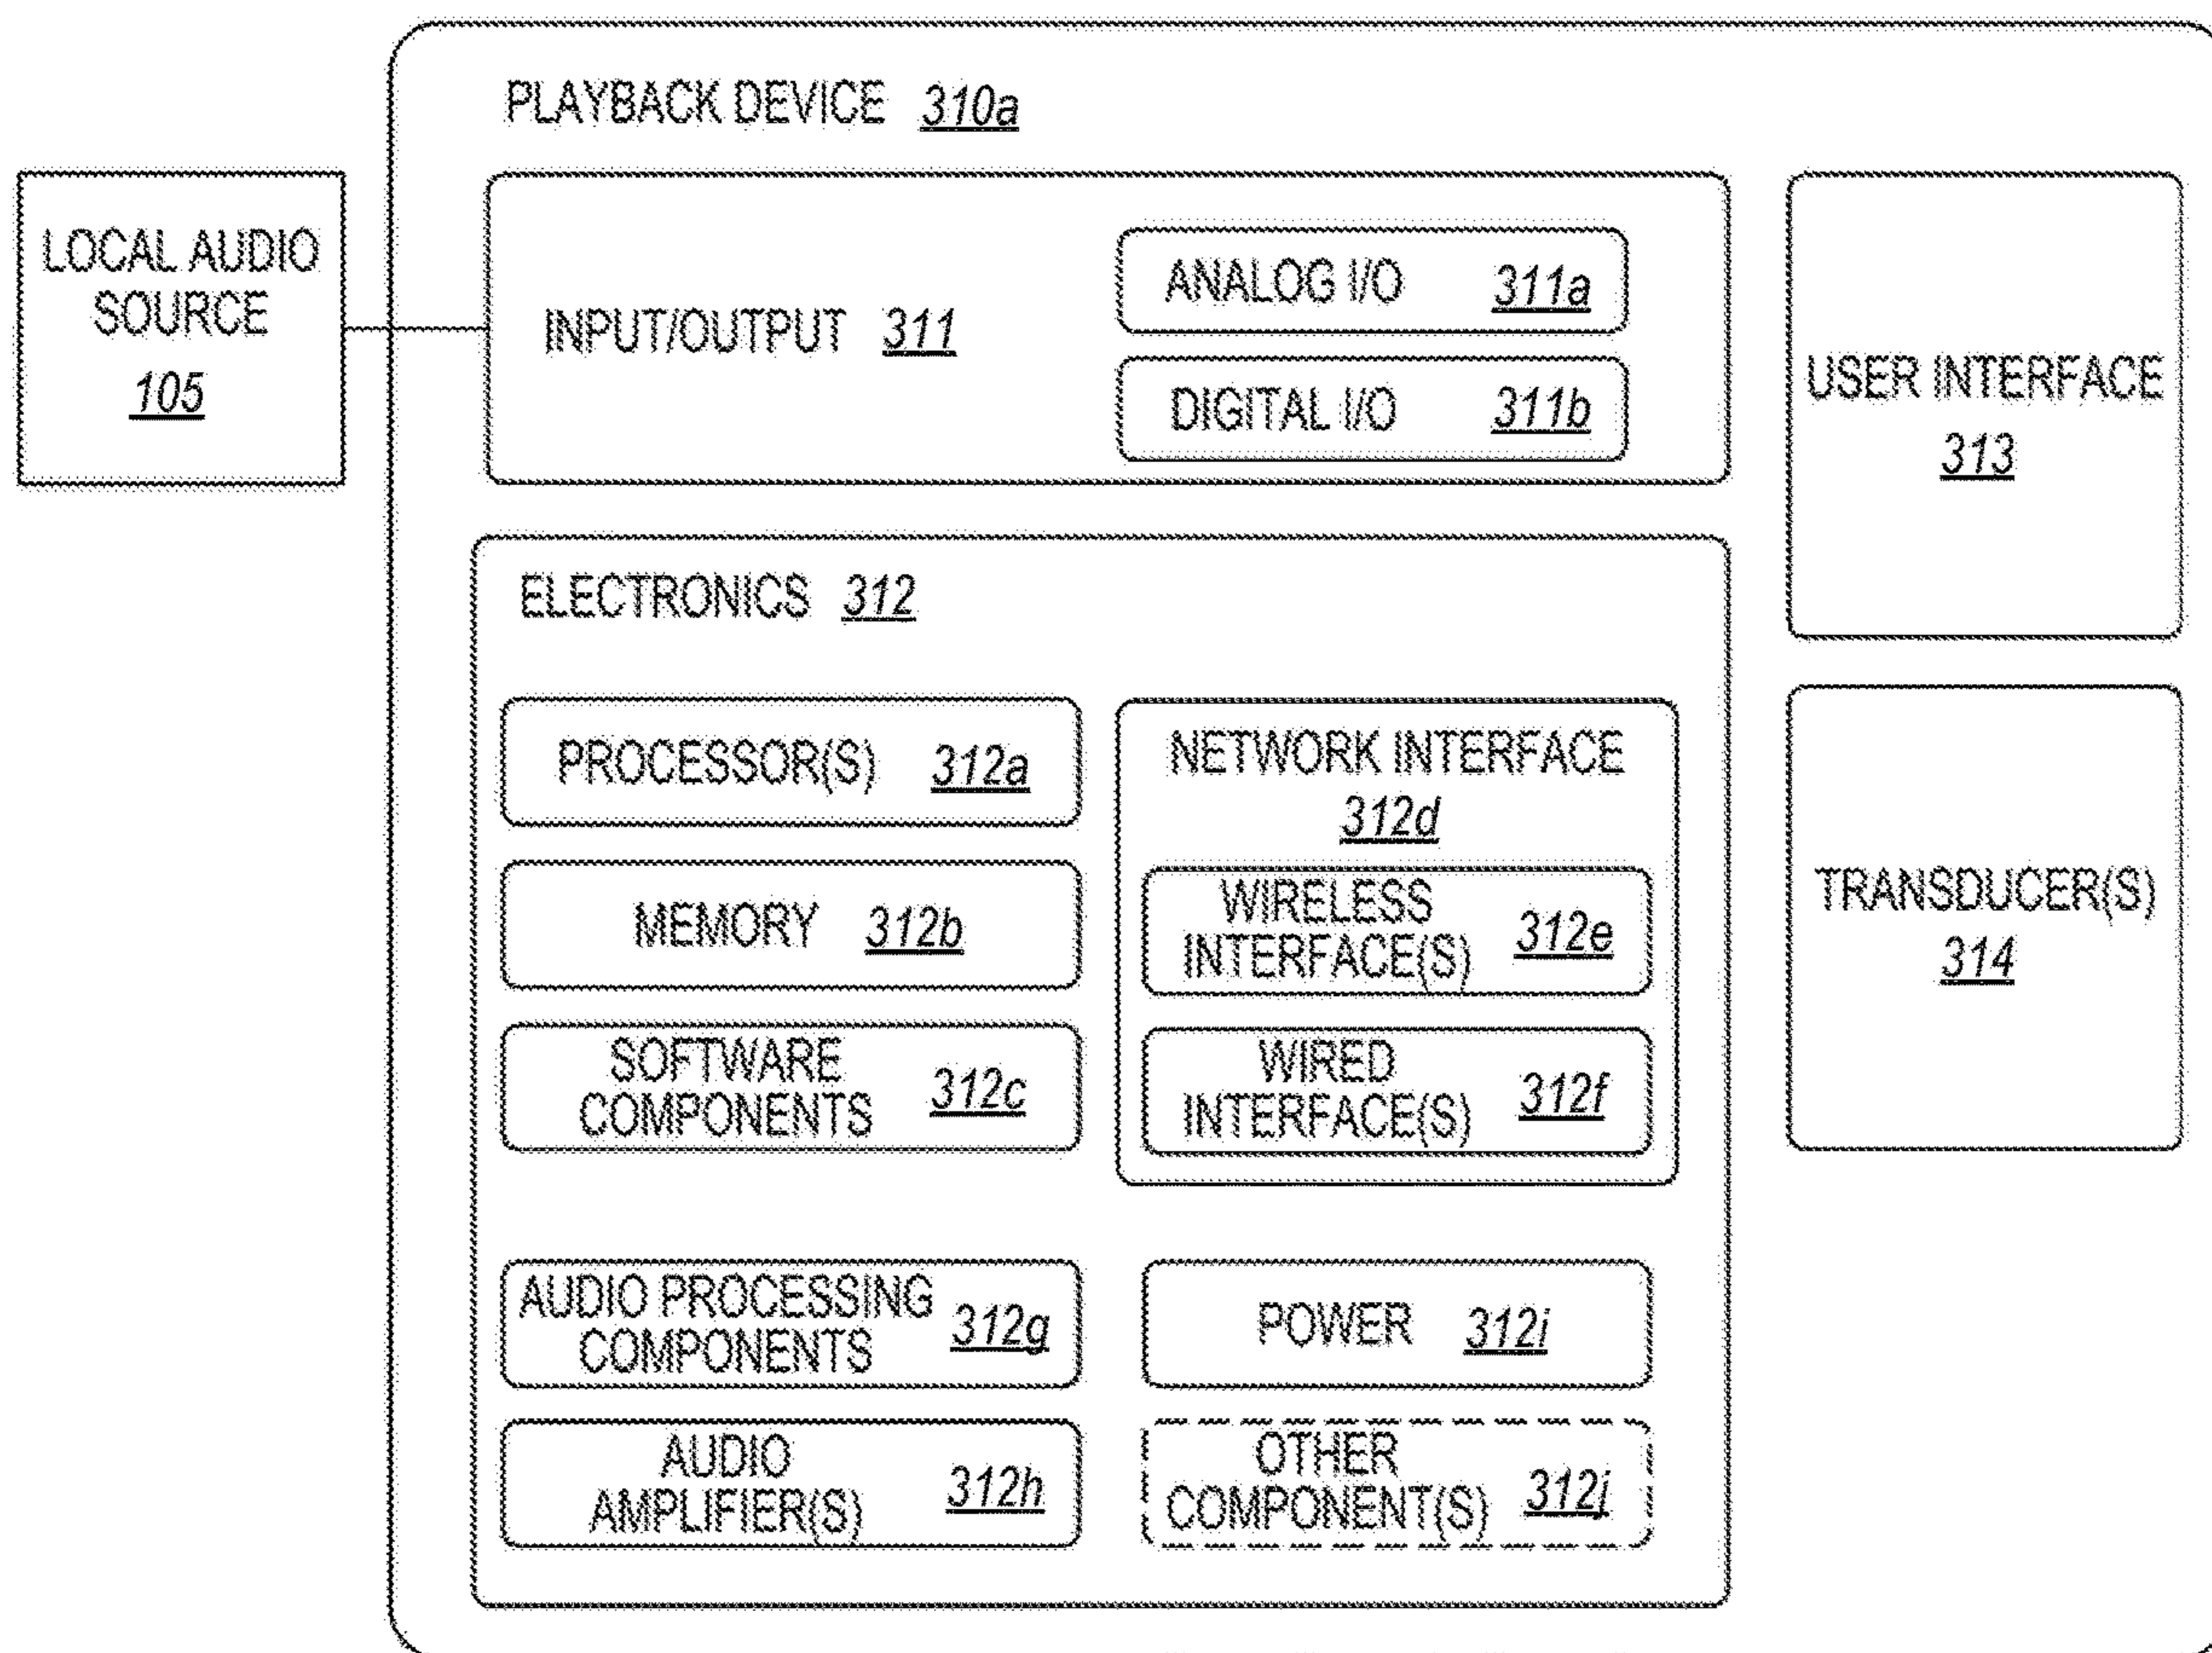 PLAYBACK DEVICE 310a
LOCAL AUDIO
SOURCE
105
INPUT/OUTPUT 311
ANALOG I/O 311a
DIGITAL I/O 311b
USER INTERFACE
313
ELECTRONICS 312
PROCESSOR(S) 312a
MEMORY 312b
SOFTWARE
COMPONENTS 312c
NETWORK INTERFACE
312d
WIRELESS
INTERFACE(S) 312e
WIRED
INTERFACE(S) 312f
TRANSDUCER(S)
314
AUDIO PROCESSING
COMPONENTS 312g
POWER 312i
AUDIO
AMPLIFIER(S) 312h
OTHER
COMPONENT(S) 312j